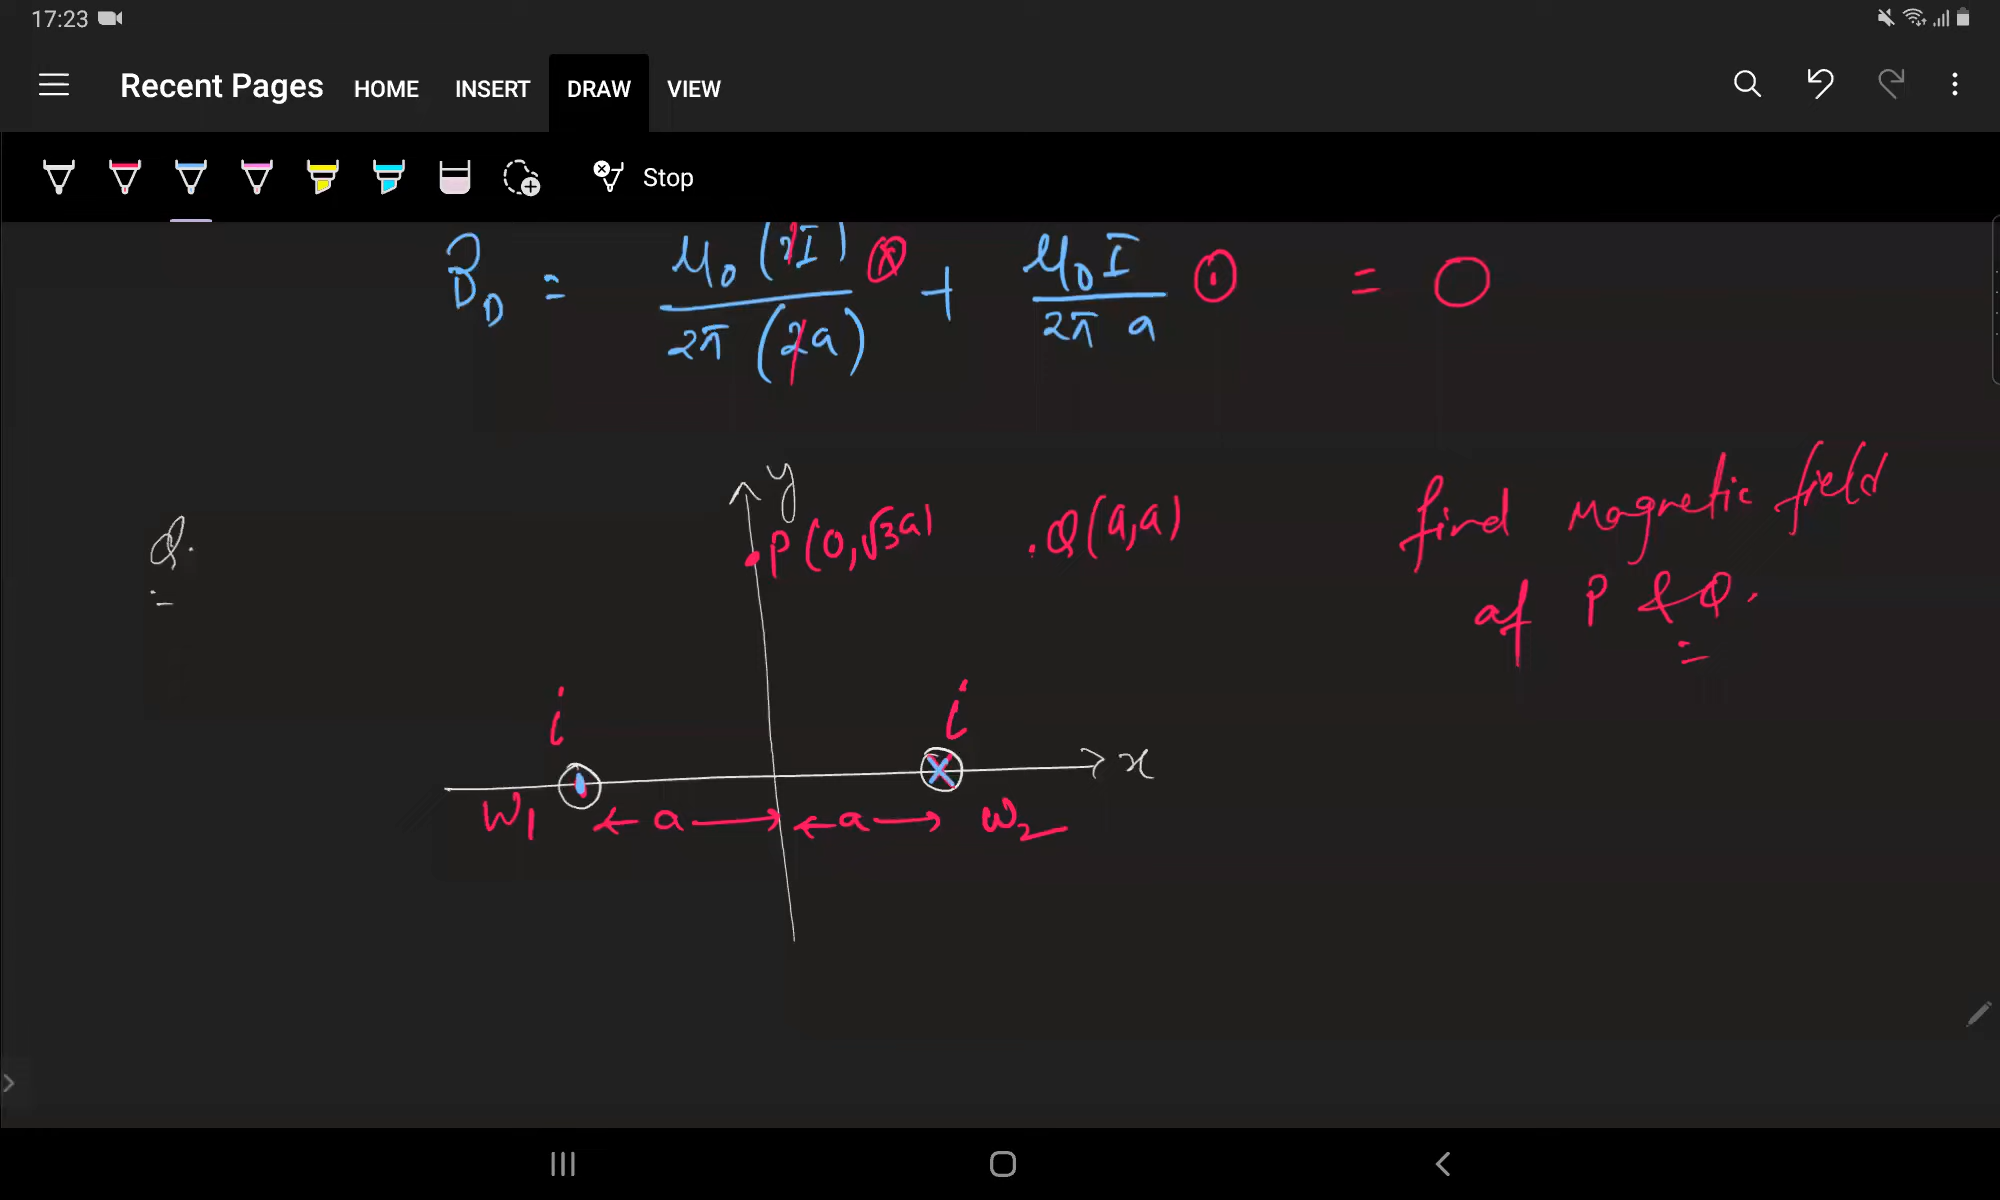 17:23
Recent Pages HOME INSERT DRAW VIEW
Stop
B_D = μ0(2I)/2π(2a) ⊗ + μ0I/2π a ⊙ = 0
Q.
y
P(0,√3a) .Q(a,a)
find Magnetic field
at P & Q.
i i
x
W1 ← a → ← a → W2